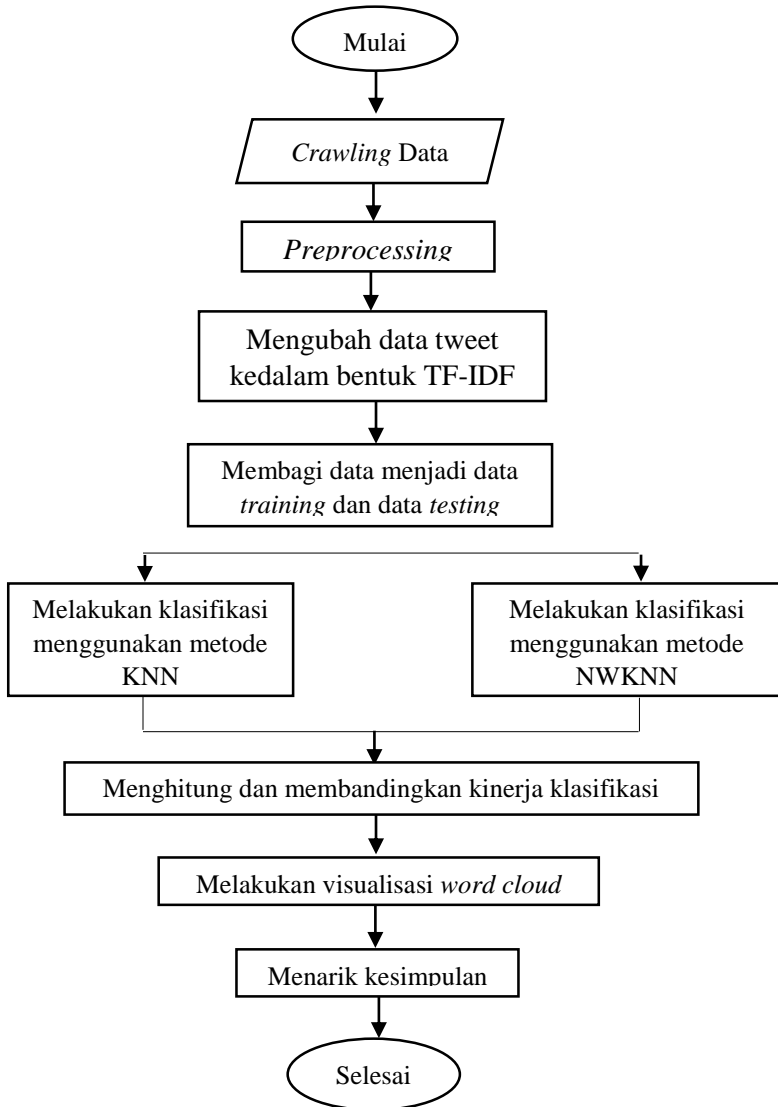 Mulai
Crawling Data
Preprocessing
Mengubah data tweet
kedalam bentuk TF-IDF
Membagi data menjadi data
training dan data testing
Melakukan klasifikasi
menggunakan metode
KNN
Melakukan klasifikasi
menggunakan metode
NWKNN
Menghitung dan membandingkan kinerja klasifikasi
Melakukan visualisasi word cloud
Menarik kesimpulan
Selesai